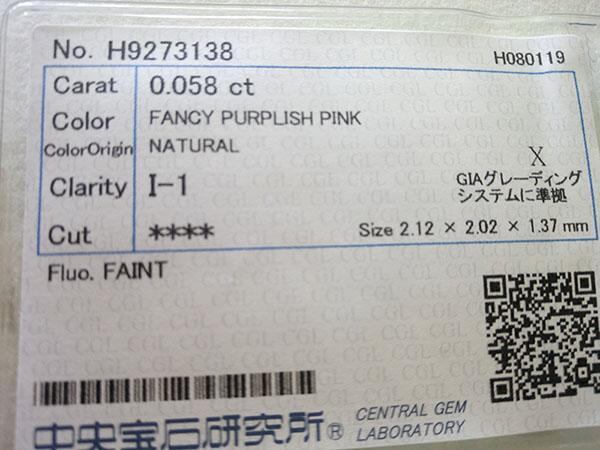 No. H9273138 H080119
Carat 0.058 ct
Color FANCY PURPLISH PINK
ColorOrigin NATURAL
X
Clarity I-1
GIAグレーディング
システムに準拠
Cut **** Size 2.12 × 2.02 × 1.37 mm
Fluo. FAINT
中央宝石研究所® CENTRAL GEM
LABORATORY